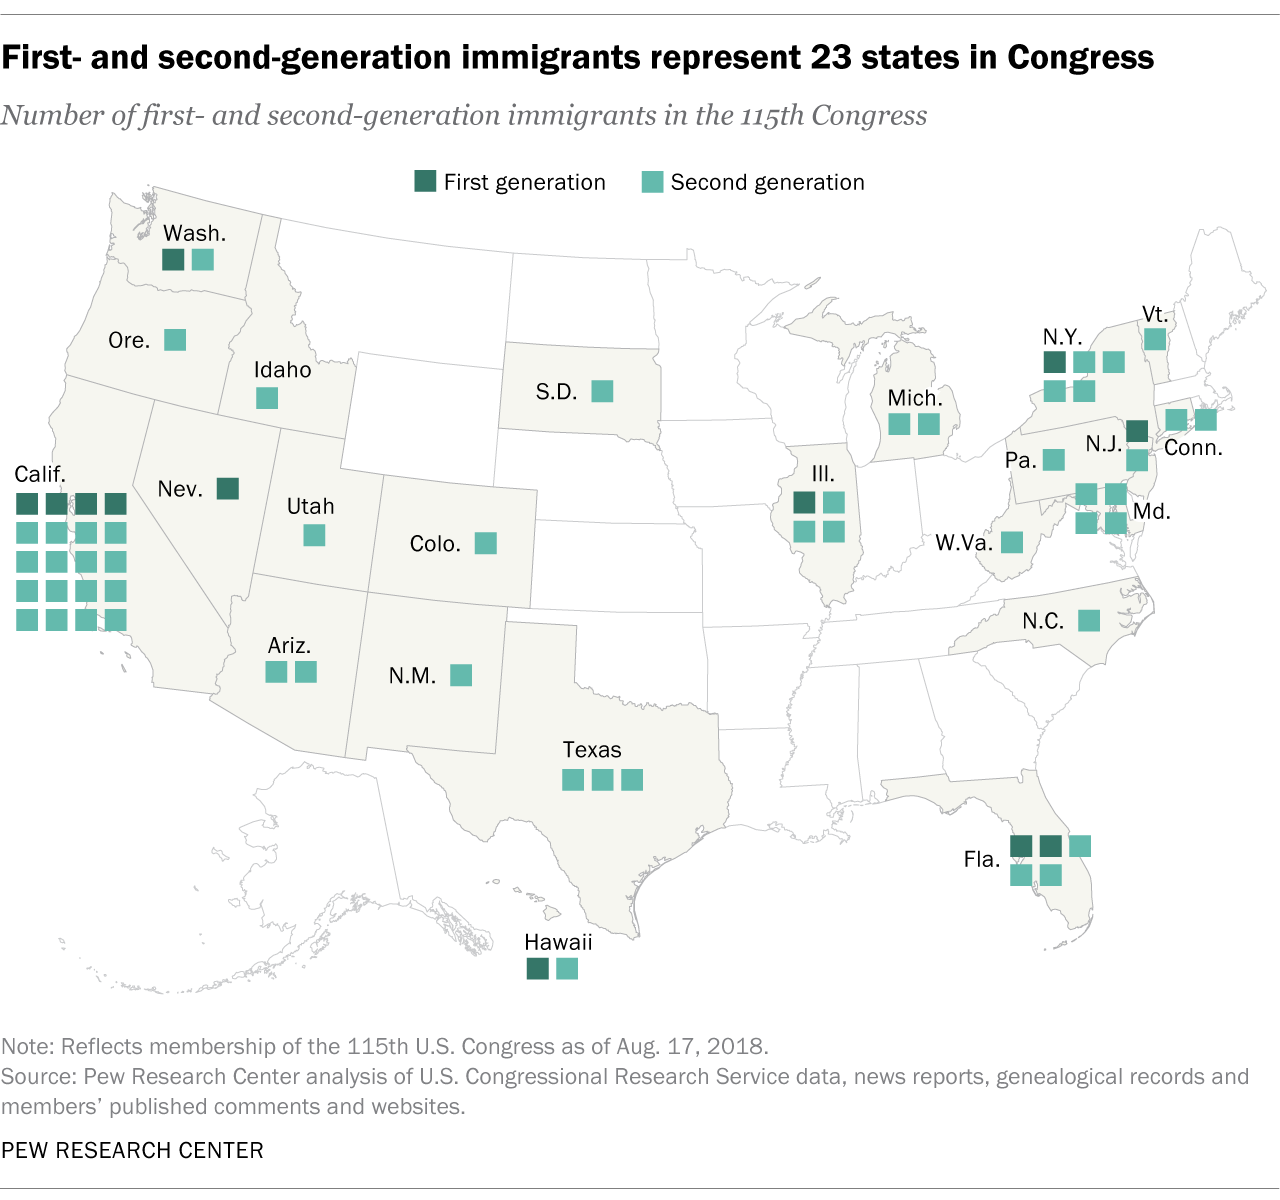 First- and second-generation immigrants represent 23 states in Congress
Number of first- and second-generation immigrants in the 115th Congress
First generation
Second generation
Wash.
Ore.
Idaho
S.D.
Mich.
N.Y.
Vt.
Calif.
Nev.
Utah
Colo.
Ill.
Pa.
N.J.
Conn.
Md.
W.Va.
Ariz.
N.M.
N.C.
Texas
Fla.
Hawaii
Note: Reflects membership of the 115th U.S. Congress as of Aug. 17, 2018.
Source: Pew Research Center analysis of U.S. Congressional Research Service data, news reports, genealogical records and
members’ published comments and websites.
PEW RESEARCH CENTER